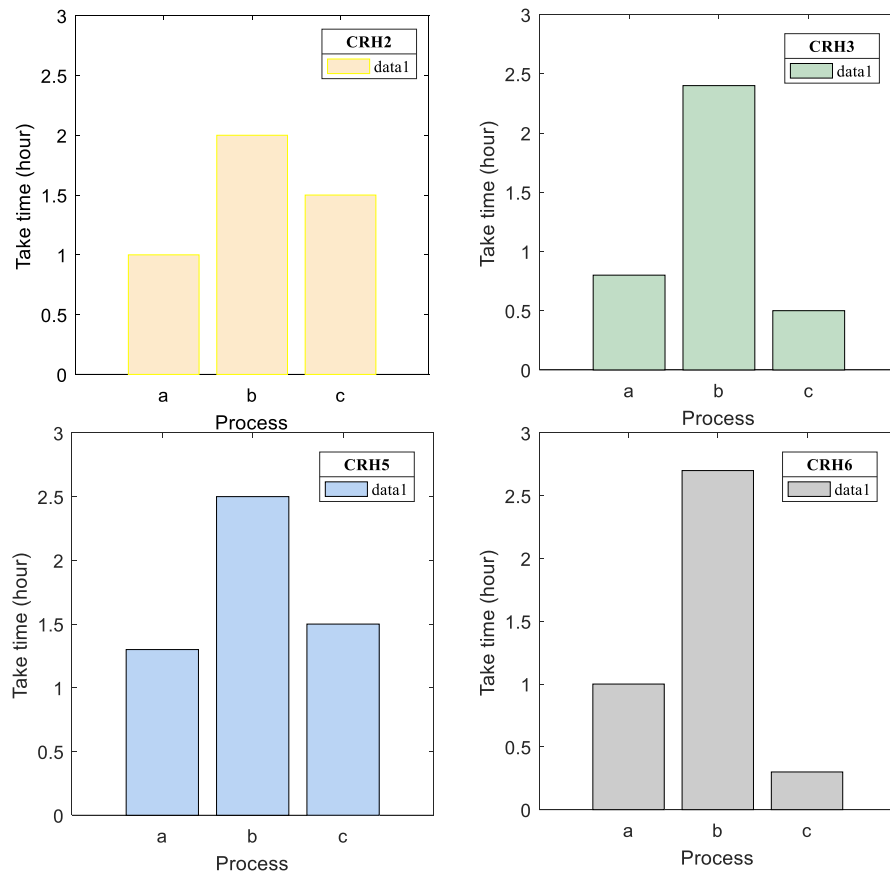 CRH2
data1
Take time (hour)
3
2.5
2
1.5
1
0.5
0
a b c
Process
CRH3
data1
Take time (hour)
3
2.5
2
1.5
1
0.5
0
a b c
Process
CRH5
data1
Take time (hour)
3
2.5
2
1.5
1
0.5
0
a b c
Process
CRH6
data1
Take time (hour)
3
2.5
2
1.5
1
0.5
0
a b c
Process